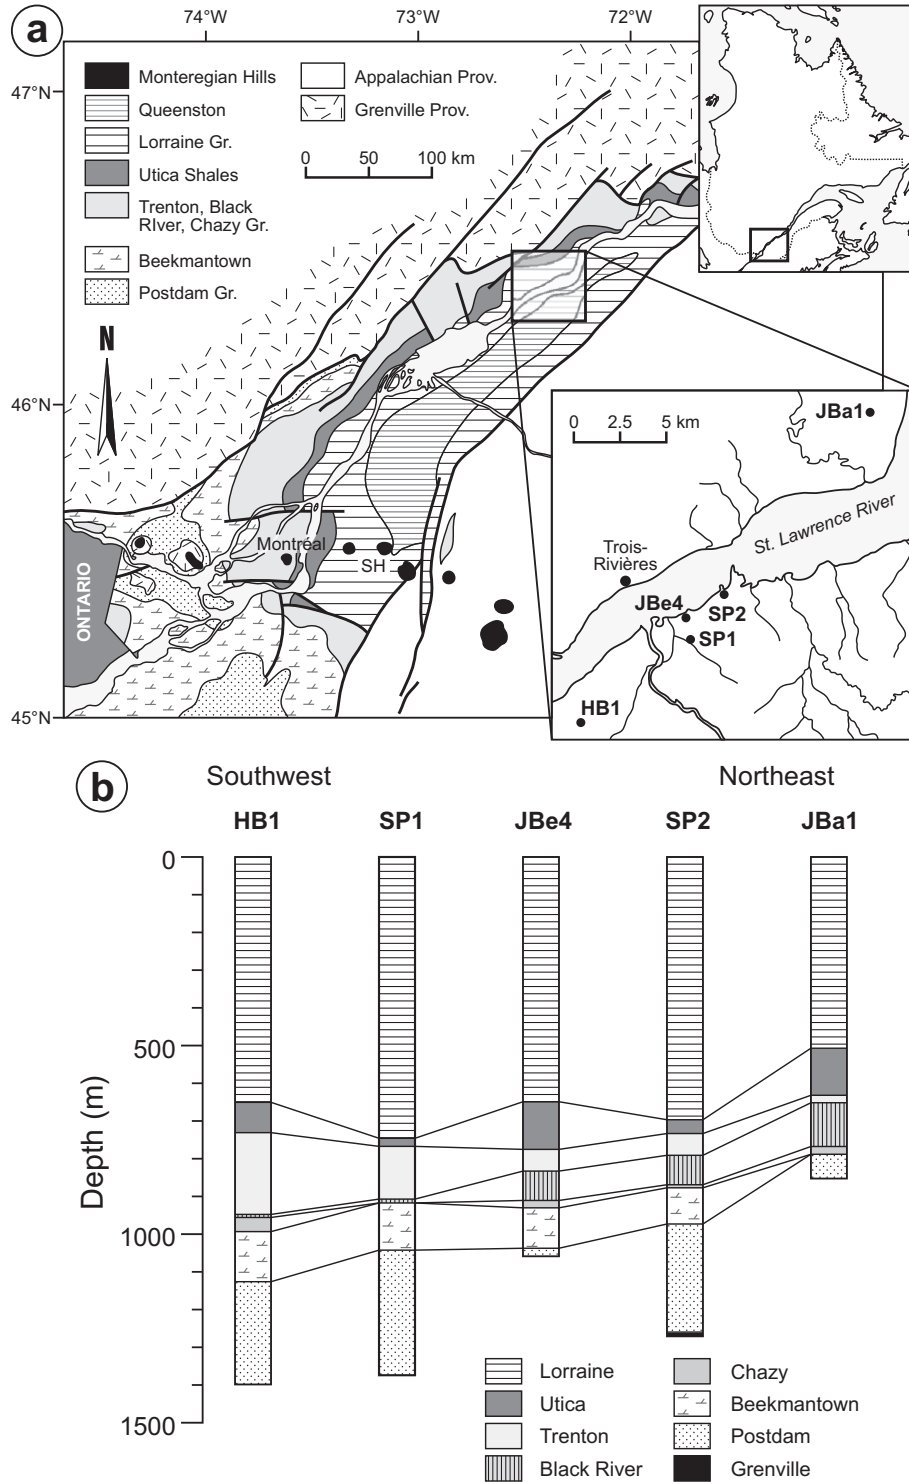 a
74°W
73°W
72°W
47°N
46°N
45°N
Monteregian Hills
Queenston
Lorraine Gr.
Utica Shales
Trenton, Black
RIver, Chazy Gr.
Beekmantown
Postdam Gr.
Appalachian Prov.
Grenville Prov.
0 50 100 km
N
ONTARIO
Montréal
SH
0 2.5 5 km
JBa1
St. Lawrence River
Trois-
Rivières
JBe4
SP2
SP1
HB1
b
Southwest
Northeast
HB1 SP1 JBe4 SP2 JBa1
Depth (m)
0
500
1000
1500
Lorraine
Utica
Trenton
Black River
Chazy
Beekmantown
Postdam
Grenville